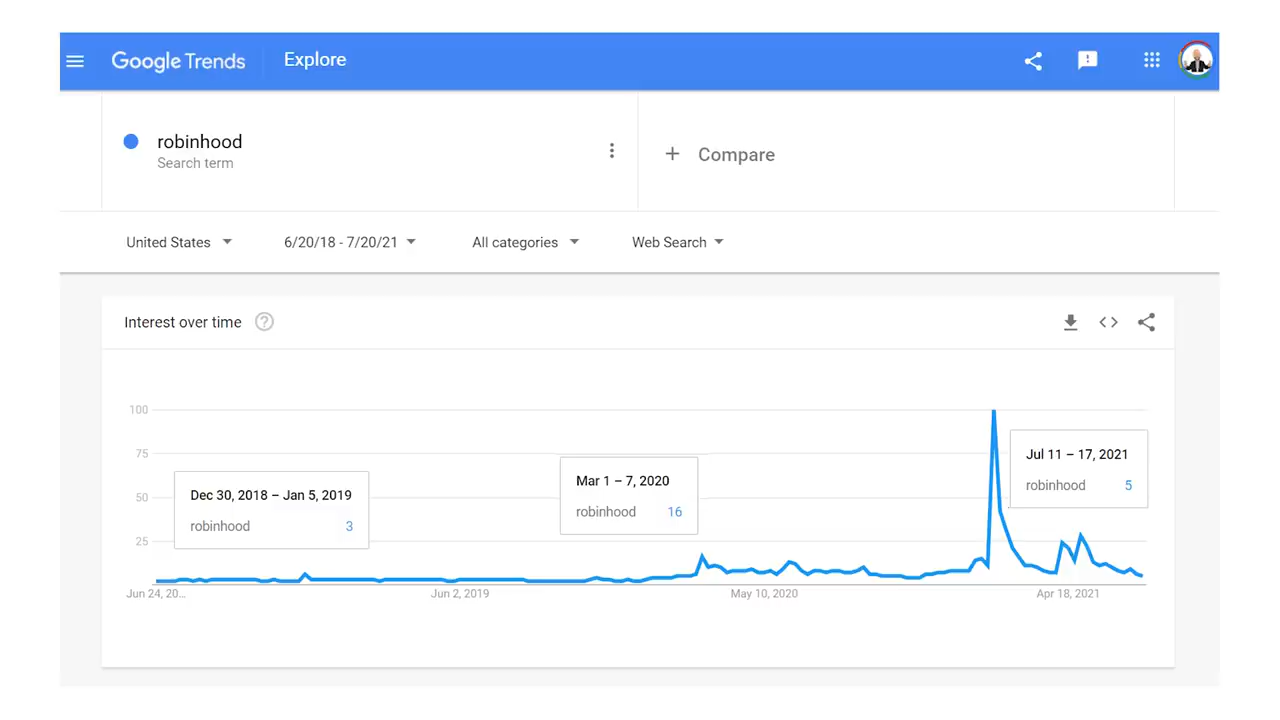 Google Trends
Explore
robinhood
Search term
+ Compare
United States
6/20/18 - 7/20/21
All categories
Web Search
Interest over time ?
100
75
50
25
Dec 30, 2018 – Jan 5, 2019
robinhood 3
Mar 1 – 7, 2020
robinhood 16
Jul 11 – 17, 2021
robinhood 5
Jun 24, 20...
Jun 2, 2019
May 10, 2020
Apr 18, 2021